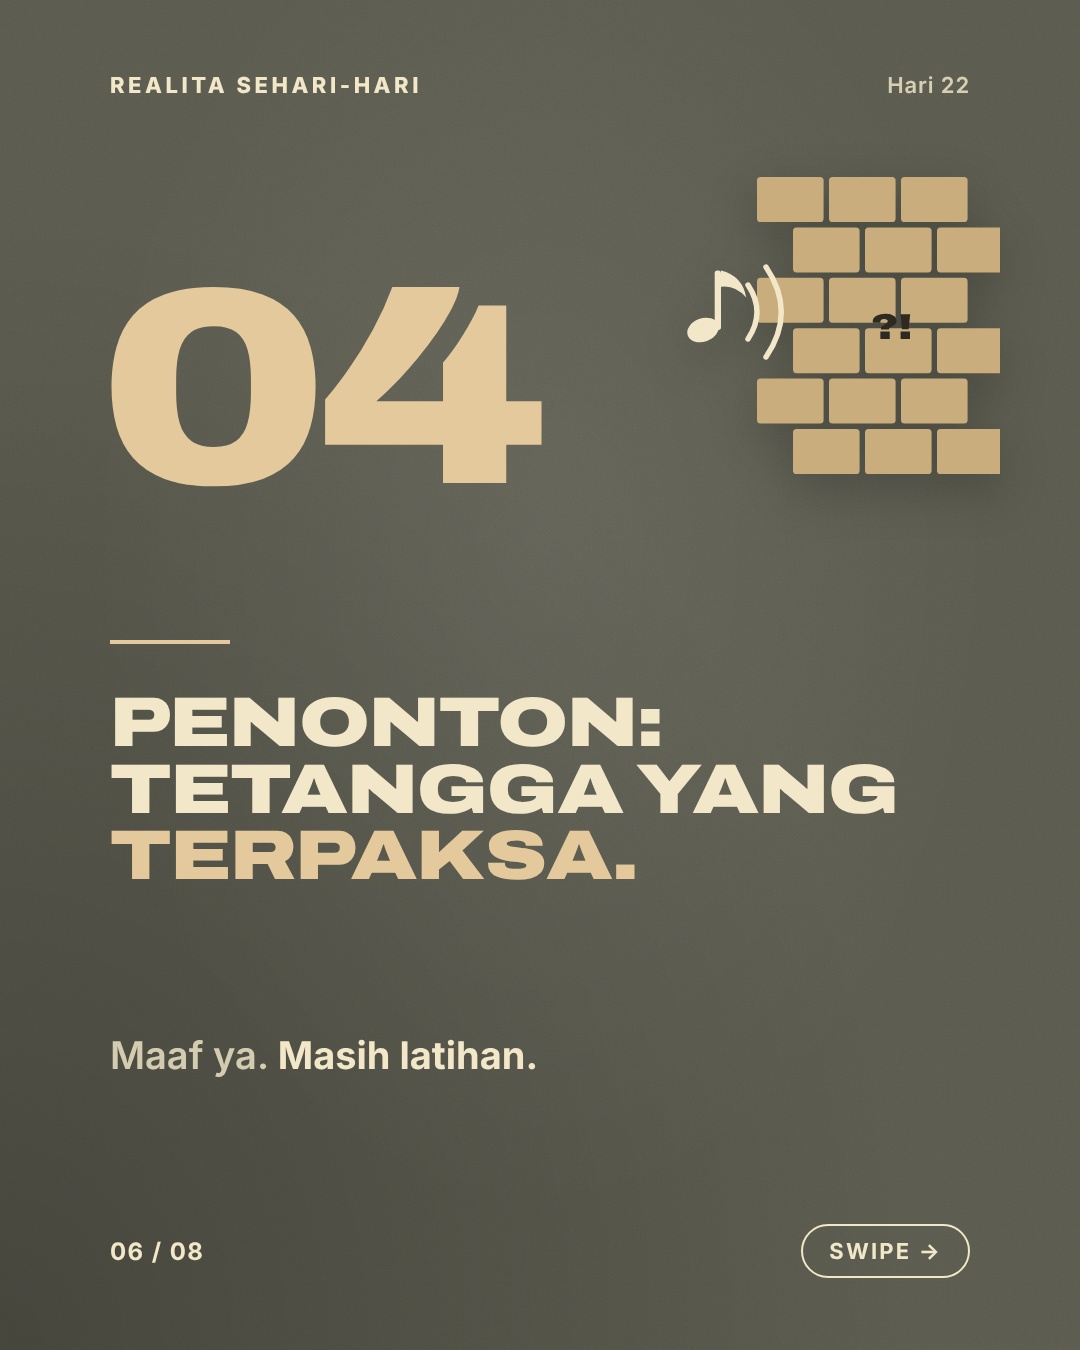 REALITA SEHARI-HARI
Hari 22
04
?!
PENONTON:
TETANGGA YANG
TERPAKSA.
Maaf ya. Masih latihan.
06 / 08
SWIPE →